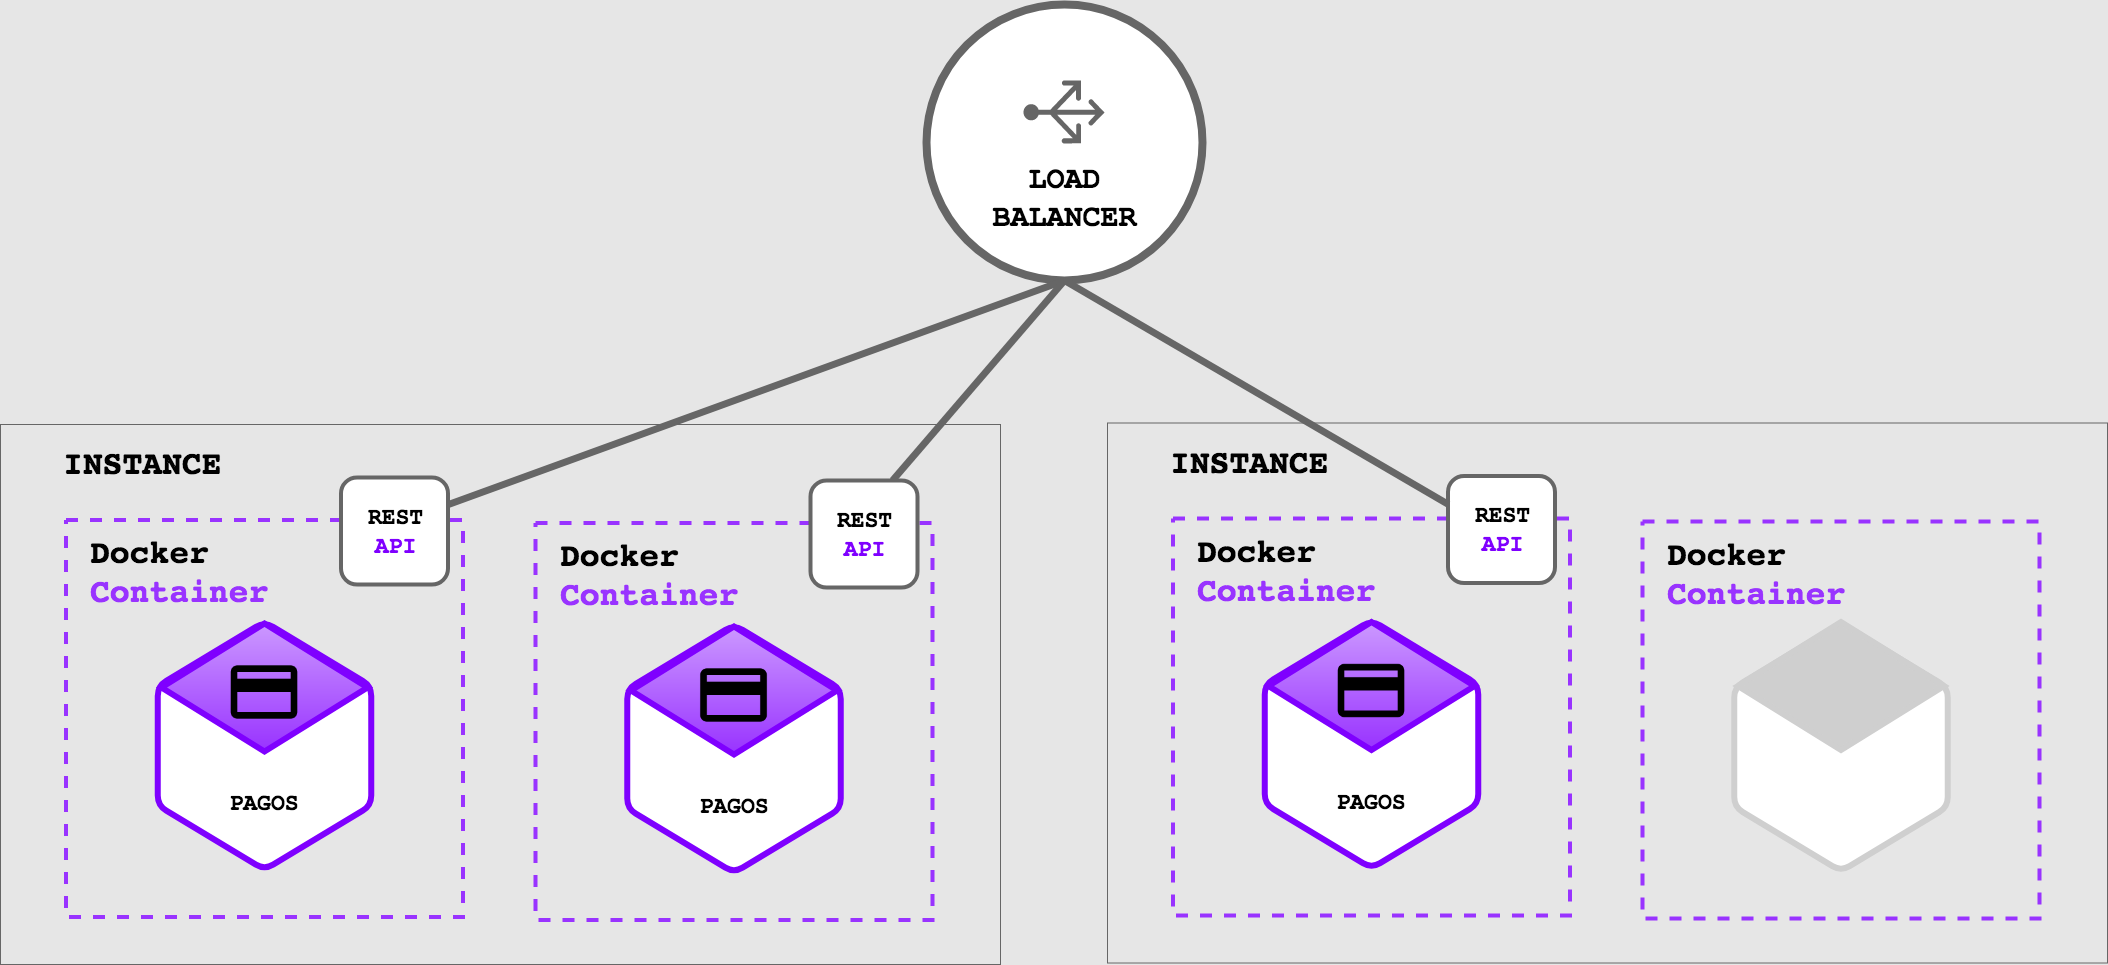 LOAD
BALANCER
INSTANCE
REST
API
Docker
Container
PAGOS
REST
API
Docker
Container
PAGOS
INSTANCE
REST
API
Docker
Container
PAGOS
Docker
Container